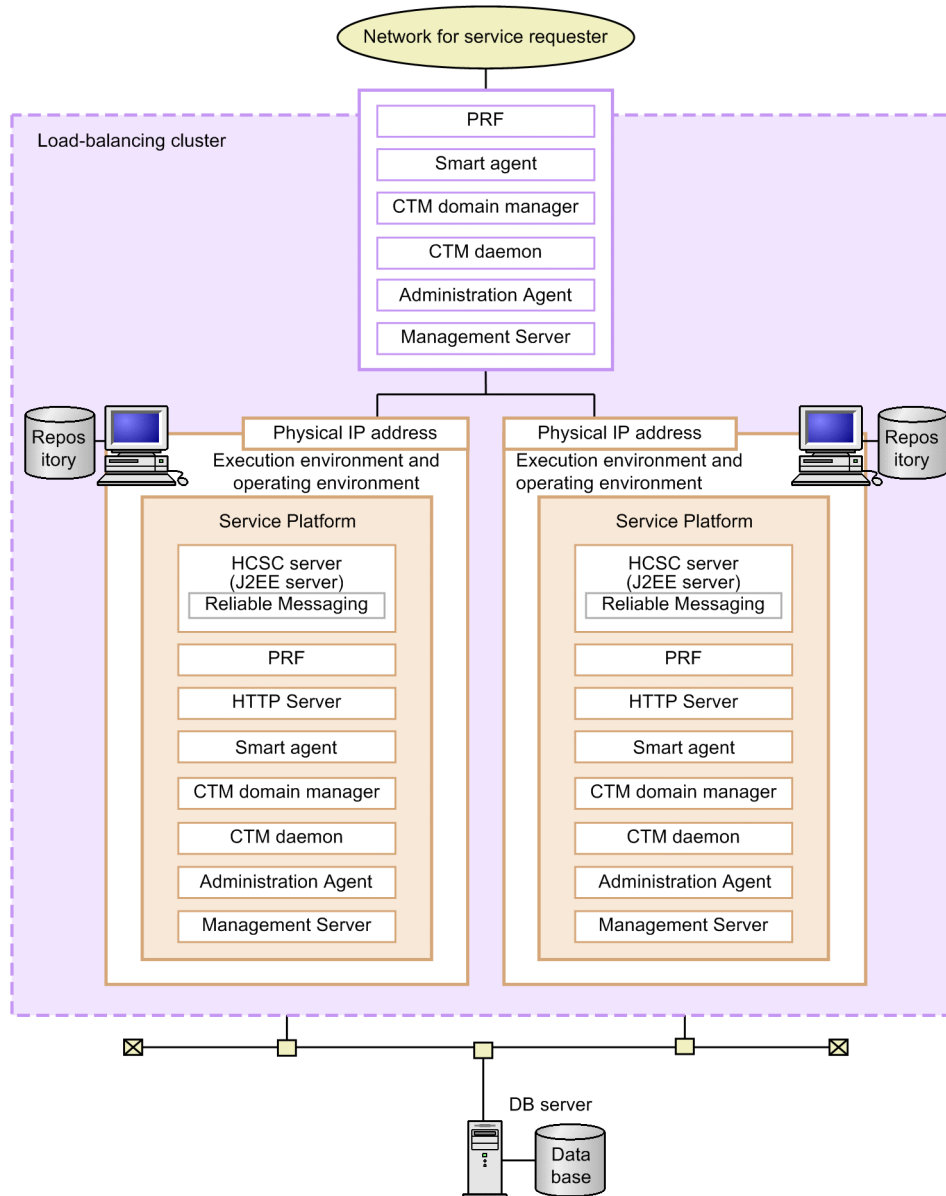 Network for service requester
Load-balancing cluster
PRF
Smart agent
CTM domain manager
CTM daemon
Administration Agent
Management Server
Repos
itory
Physical IP address
Execution environment and
operating environment
Service Platform
HCSC server
(J2EE server)
Reliable Messaging
PRF
HTTP Server
Smart agent
CTM domain manager
CTM daemon
Administration Agent
Management Server
Physical IP address
Repos
itory
Execution environment and
operating environment
Service Platform
HCSC server
(J2EE server)
Reliable Messaging
PRF
HTTP Server
Smart agent
CTM domain manager
CTM daemon
Administration Agent
Management Server
DB server
Data
base